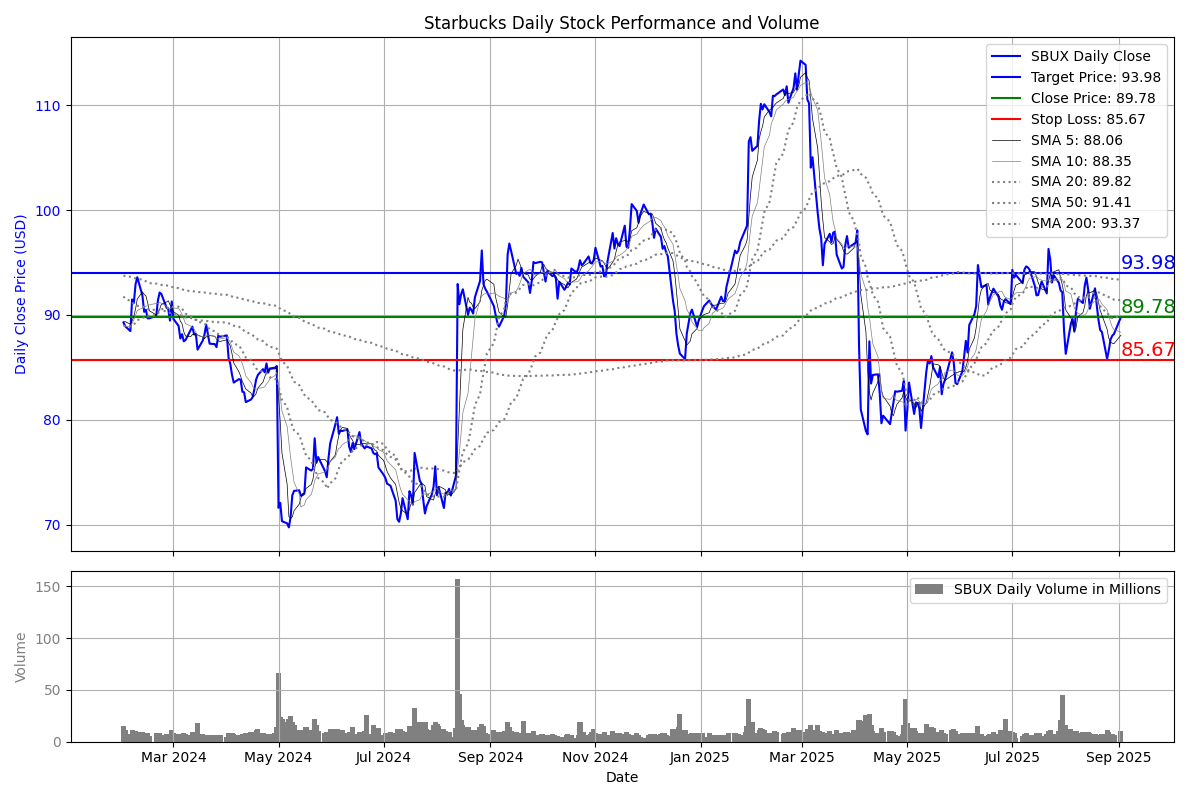 Starbucks Daily Stock Performance and Volume
Daily Close Price (USD)
110
100
90
80
70
SBUX Daily Close
Target Price: 93.98
Close Price: 89.78
Stop Loss: 85.67
SMA 5: 88.06
SMA 10: 88.35
SMA 20: 89.82
SMA 50: 91.41
SMA 200: 93.37
93.98
89.78
85.67
Volume
150
100
50
0
SBUX Daily Volume in Millions
Mar 2024 May 2024 Jul 2024 Sep 2024 Nov 2024 Jan 2025 Mar 2025 May 2025 Jul 2025 Sep 2025
Date